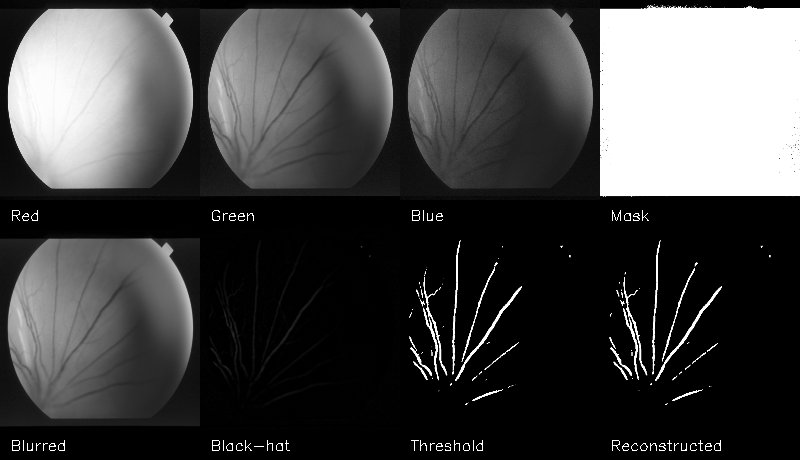 Red
Green
Blue
Mask
Blurred
Black-hat
Threshold
Reconstructed